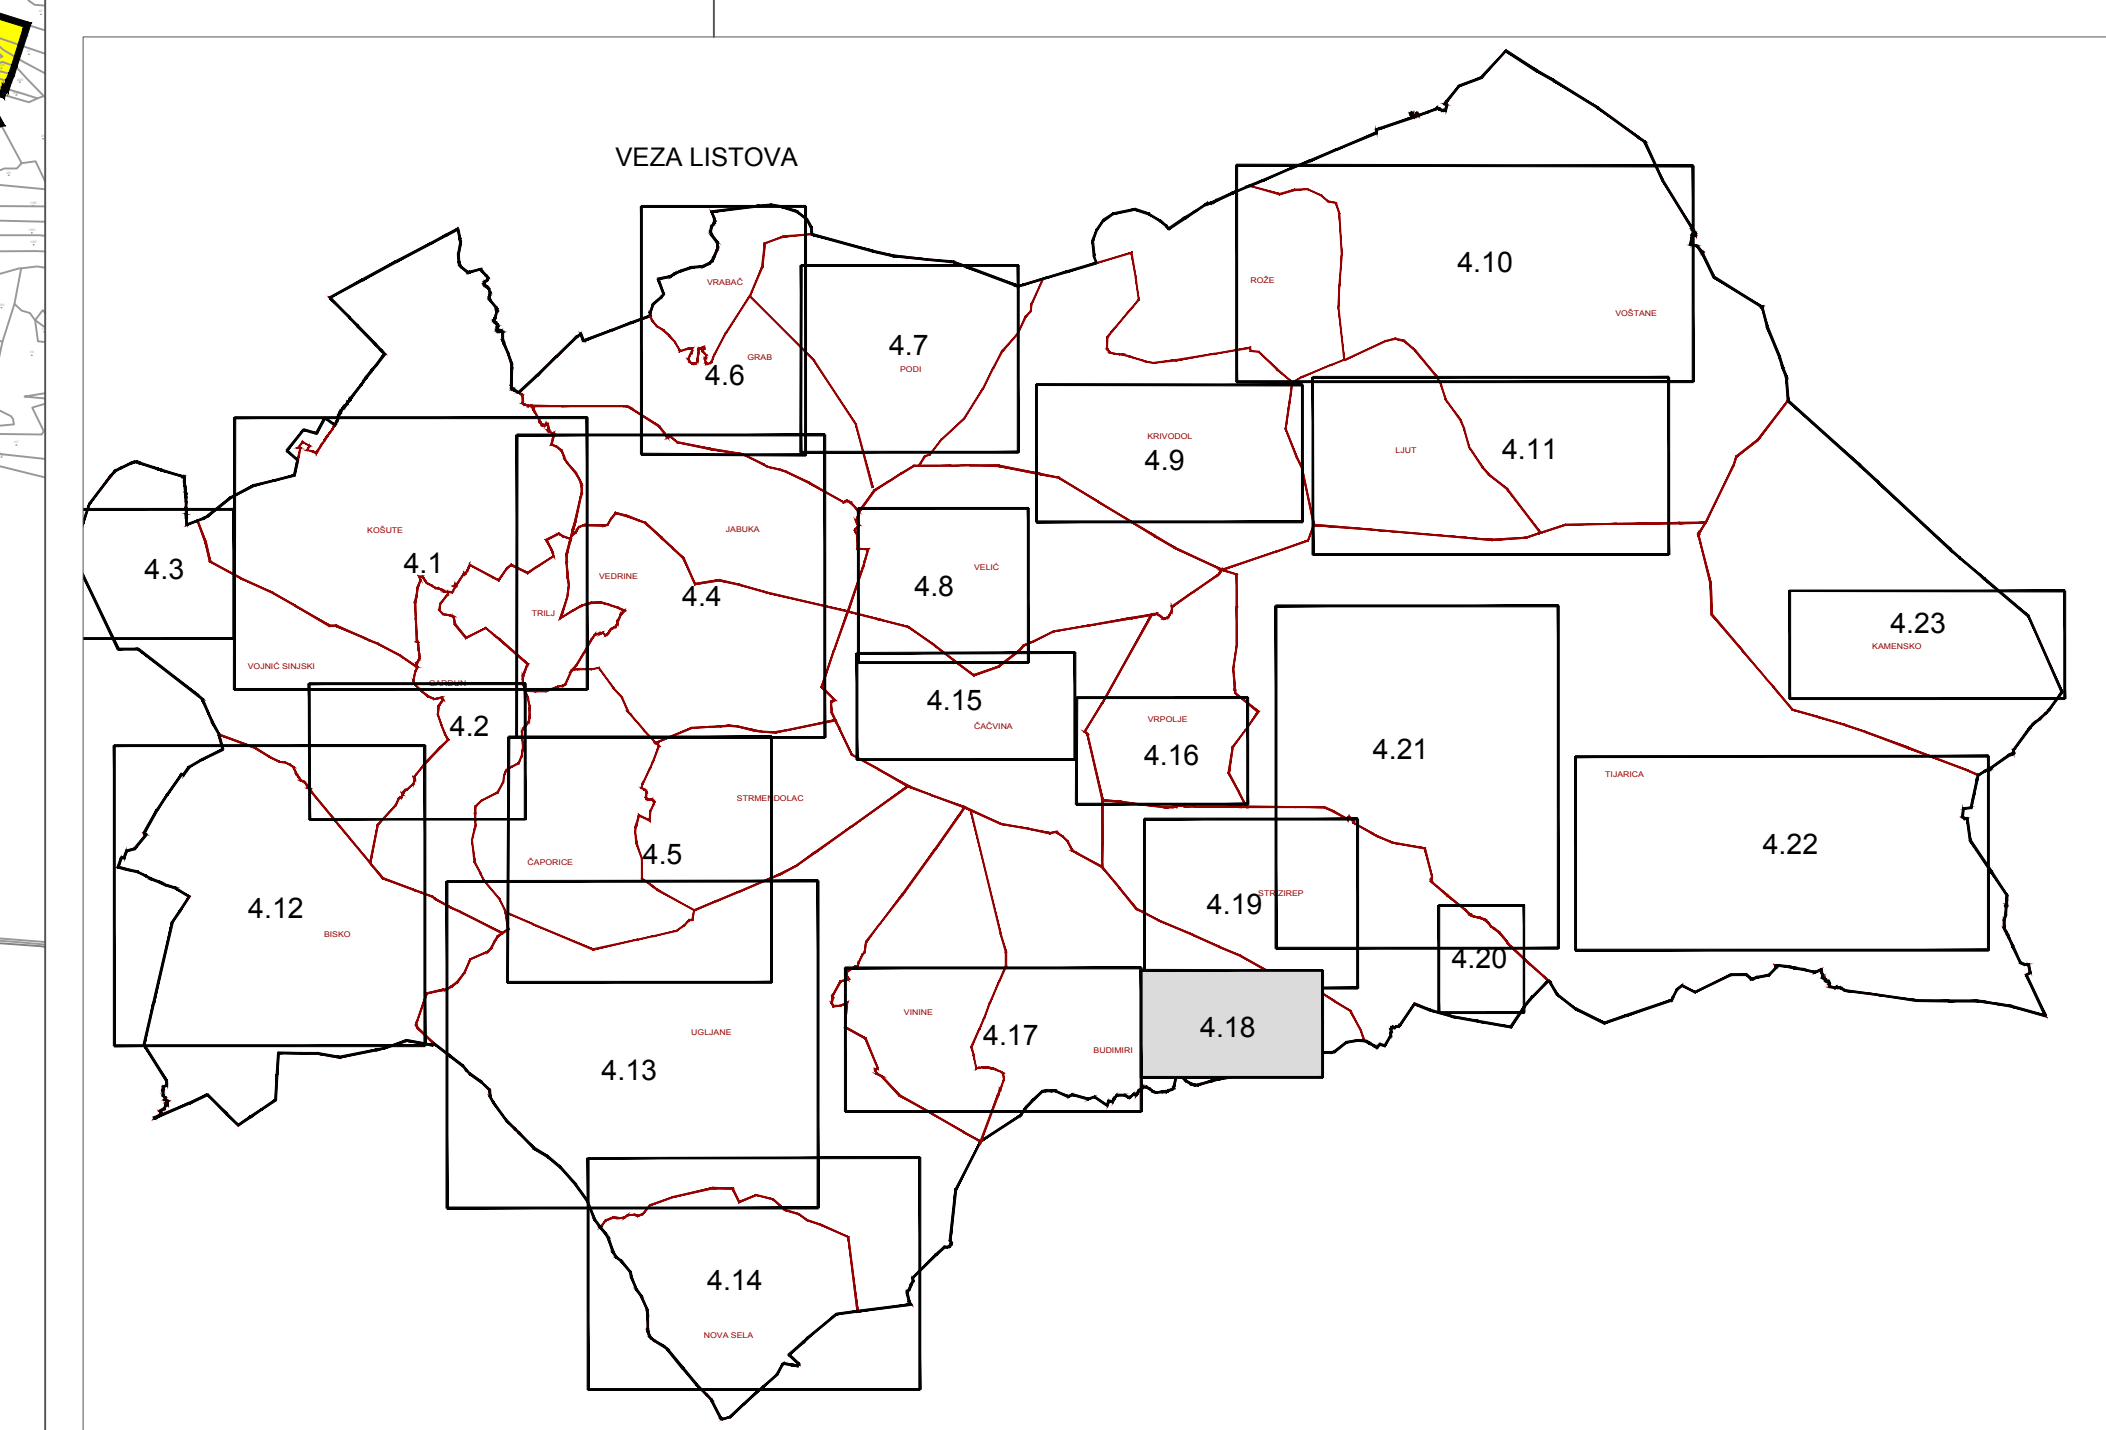 VEZA LISTOVA
VRABAČ
GRAB
4.6
4.7
PODI
ROŽE
4.10
VOŠTANE
KRIVODOL
4.9
LJUT
4.11
KOŠUTE
4.1
4.3
JABUKA
VEDRINE
4.4
TRILJ
VELIĆ
4.8
4.23
KAMENSKO
VOJNIĆ SINJSKI
GARDUN
4.2
4.15
ČAČVINA
VRPOLJE
4.16
4.21
TIJARICA
4.22
STRMENDOLAC
ČAPORICE
4.5
4.12
BISKO
4.19
STRIZIREP
4.20
VININE
4.17
BUDIMIRI
4.18
UGLJANE
4.13
4.14
NOVA SELA